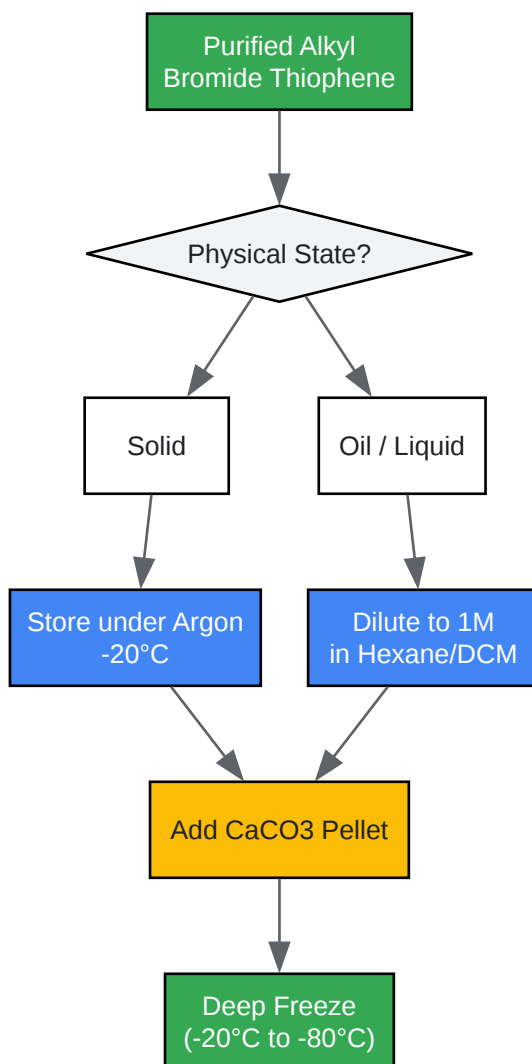 Purified Alkyl
Bromide Thiophene
Physical State?
Solid
Oil / Liquid
Store under Argon
-20°C
Dilute to 1M
in Hexane/DCM
Add CaCO3 Pellet
Deep Freeze
(-20°C to -80°C)